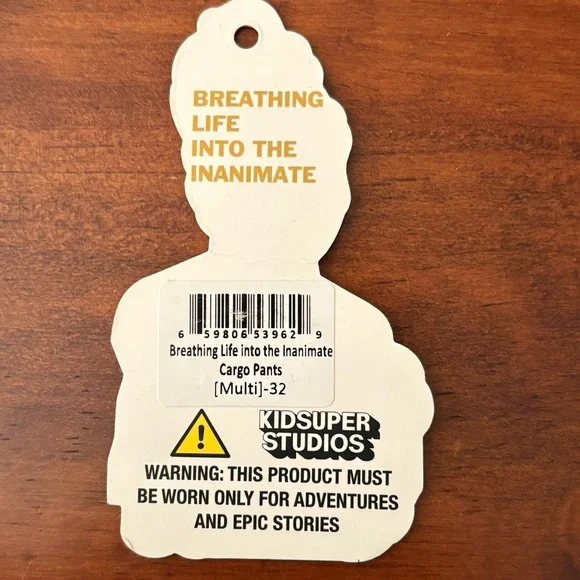 BREATHING
LIFE
INTO THE
INANIMATE
6 59806 53962 9
Breathing Life into the Inanimate
Cargo Pants
[Multi]-32
KIDSUPER
STUDIOS
WARNING: THIS PRODUCT MUST
BE WORN ONLY FOR ADVENTURES
AND EPIC STORIES